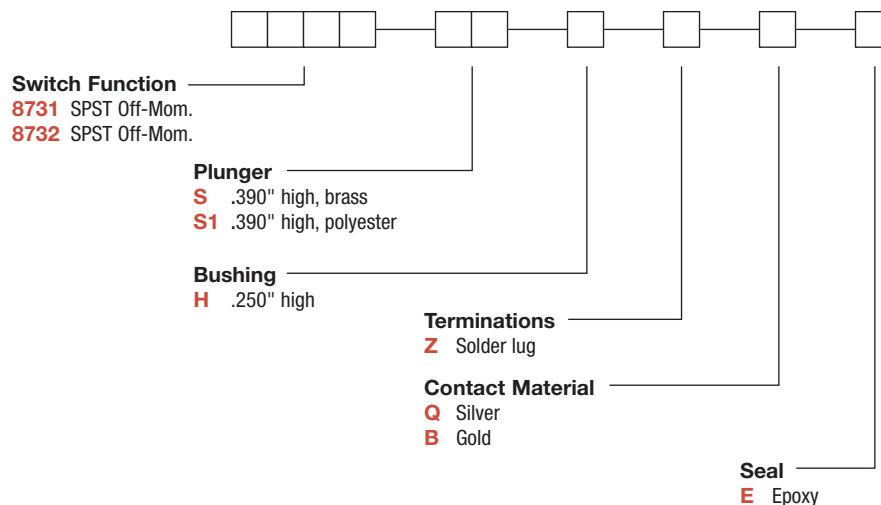 Switch Function
8731 SPST Off-Mom.
8732 SPST Off-Mom.
Plunger
S .390" high, brass
S1 .390" high, polyester
Bushing
H .250" high
Terminations
Z Solder lug
Contact Material
Q Silver
B Gold
Seal
E Epoxy